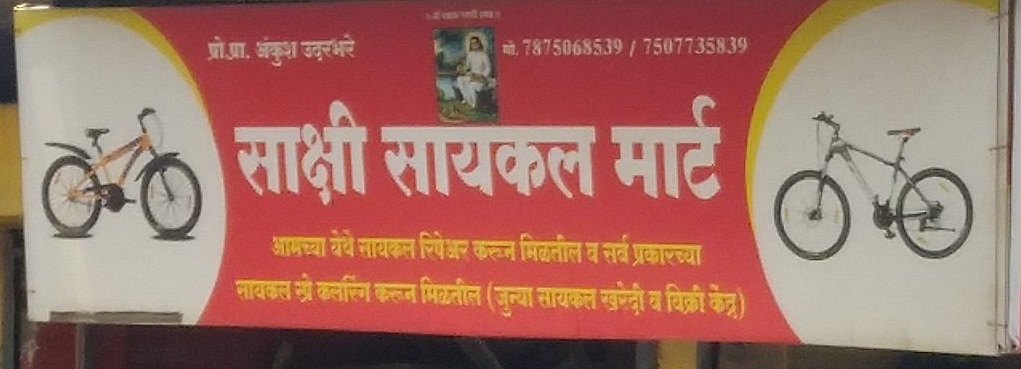 प्रो.प्रा. अंकुश उदरभरे
मो. 7875068539 / 7507735839
साक्षी सायकल मार्ट
आमच्या येथे सायकल रिपेअर करून मिळतील व सर्व प्रकारच्या
सायकल स्प्रे कलरिंग करून मिळतील (जुन्या सायकल खरेदी व विक्री केंद्र)